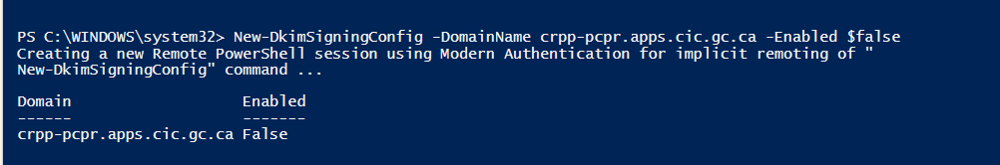 PS C:\WINDOWS\system32> New-DkimSigningConfig -DomainName crpp-pcpr.apps.cic.gc.ca -Enabled $false
Creating a new Remote PowerShell session using Modern Authentication for implicit remoting of "
New-DkimSigningConfig" command ...
Domain                   Enabled
------                   -------
crpp-pcpr.apps.cic.gc.ca False